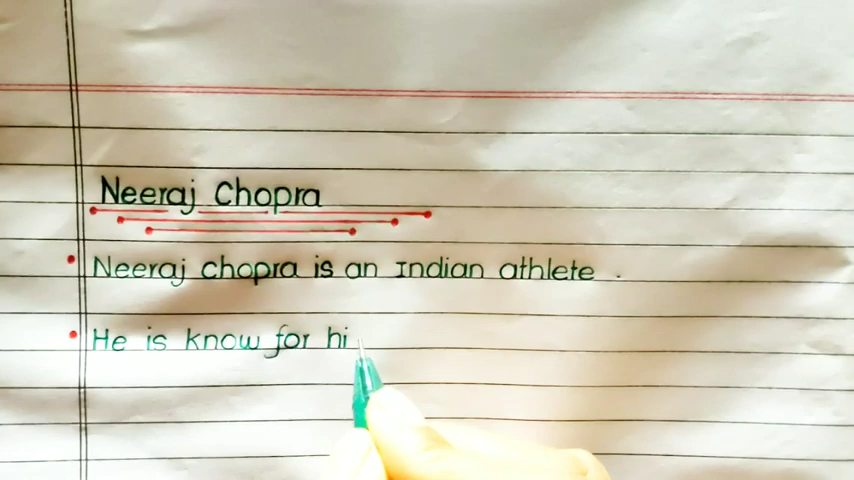 Neeraj Chopra
Neeraj chopra is an Indian athlete .
He is know for hi